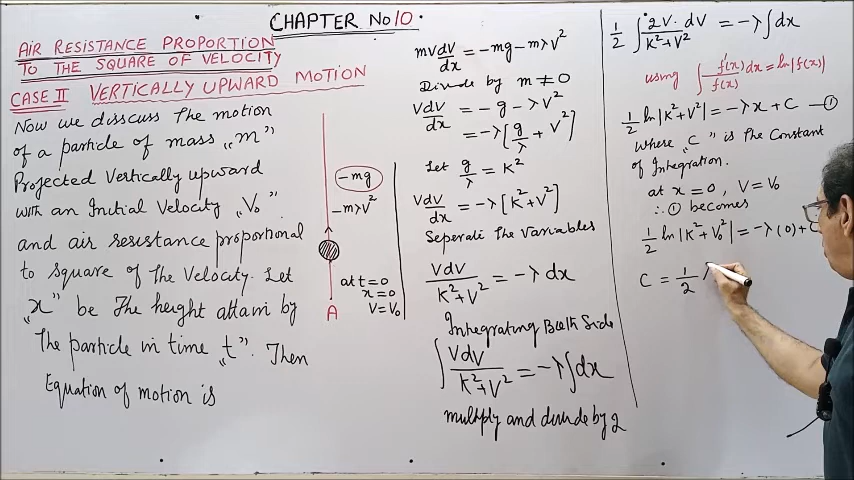 CHAPTER No 10.
AIR RESISTANCE PROPORTION
TO THE SQUARE OF VELOCITY
CASE II VERTICALLY UPWARD MOTION
Now we disscuss The motion
of a particle of mass „m”
Projected Vertically upward
with an Initial Velocity „V₀”
and air resistance proportional
to square of The Velocity. Let
„x” be The height attain by
The particle in time „t”. Then
Equation of motion is
-mg
-mλV²
at t=0
x=0
V=V₀
A
mV dV/dx = -mg - mλV²
Divide by m ≠ 0
V dV/dx = -g - λV²
= -λ[g/λ + V²]
Let g/λ = K²
V dV/dx = -λ[K²+V²]
Seperate the Variables
VdV/(K²+V²) = -λ dx
Integrating Both Side
∫ VdV/(K²+V²) = -λ∫dx
multiply and divide by 2
1/2 ∫ 2V. dV/(K²+V²) = -λ∫dx
using ∫ f'(x)/f(x) dx = ln|f(x)|
1/2 ln|K²+V²| = -λx + C —①
where „C” is The Constant
of Integration.
at x=0, V=V₀
∴ ① becomes
1/2 ln|K²+V₀²| = -λ(0)+C
C = 1/2